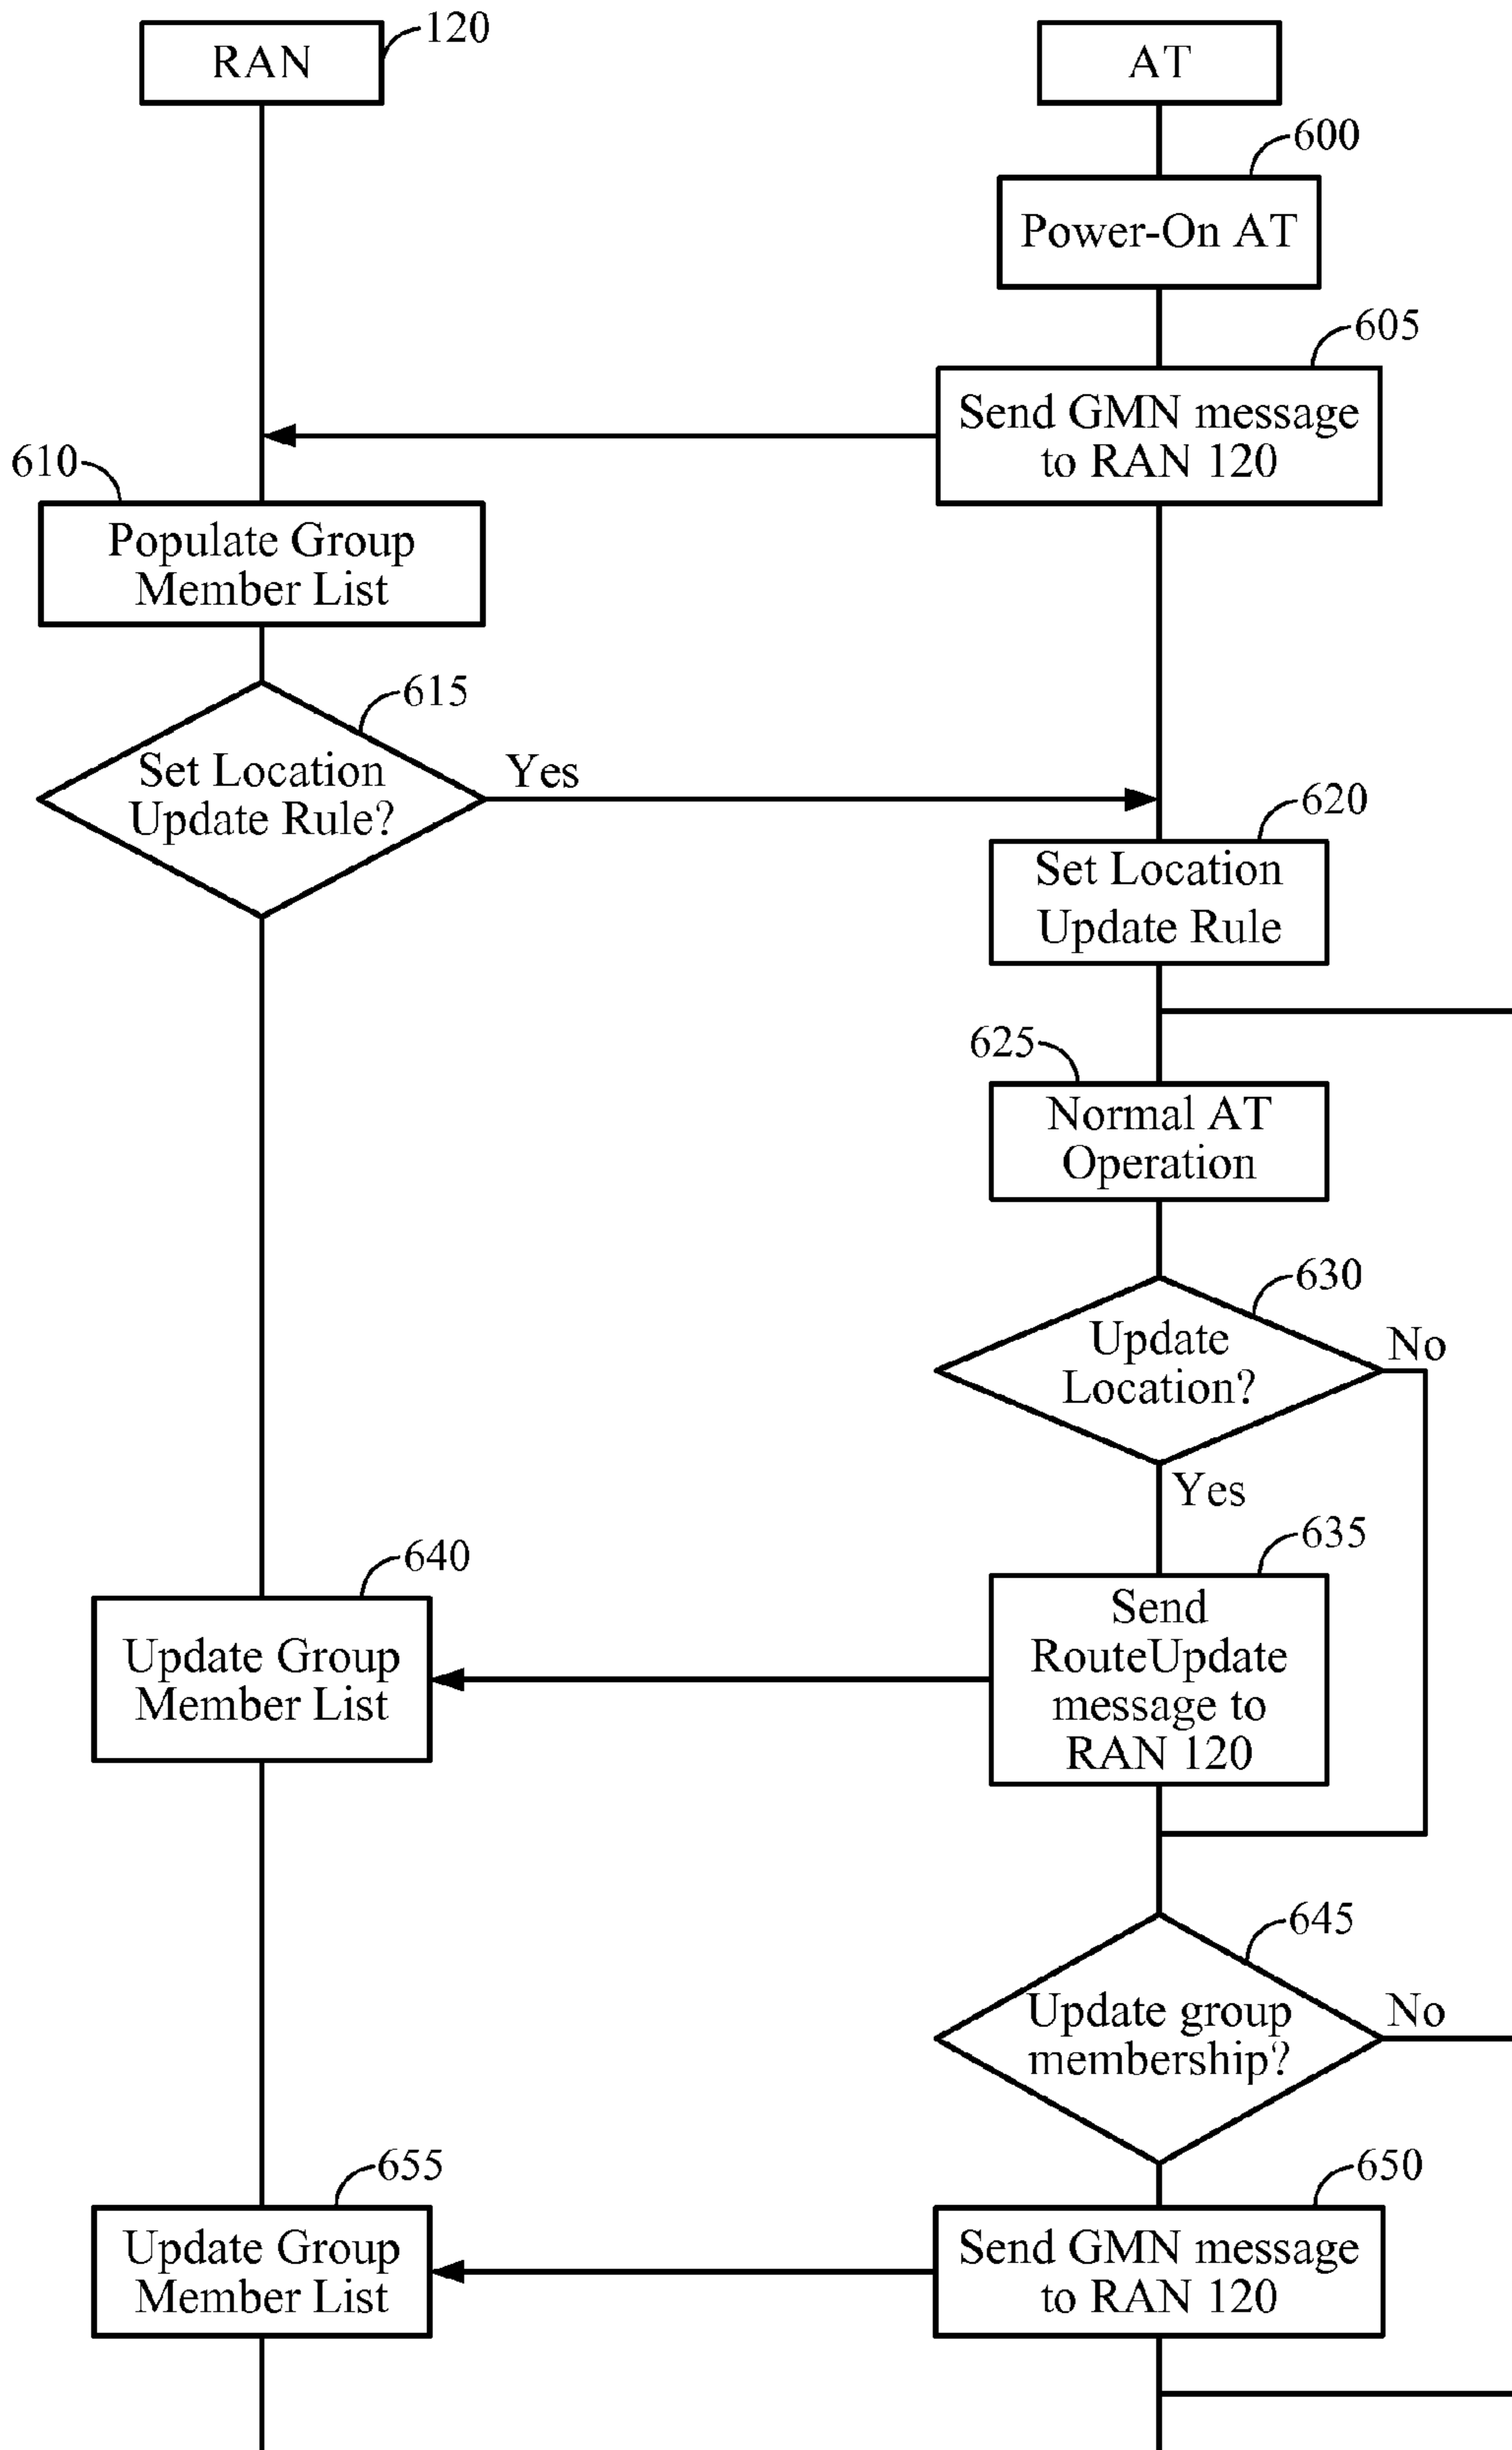 RAN
120
AT
600
Power-On AT
605
Send GMN message
to RAN 120
610
Populate Group
Member List
615
Set Location
Update Rule?
Yes
620
Set Location
Update Rule
625
Normal AT
Operation
630
Update
Location?
No
Yes
635
Send
RouteUpdate
message to
RAN 120
640
Update Group
Member List
645
Update group
membership?
No
650
Send GMN message
to RAN 120
655
Update Group
Member List